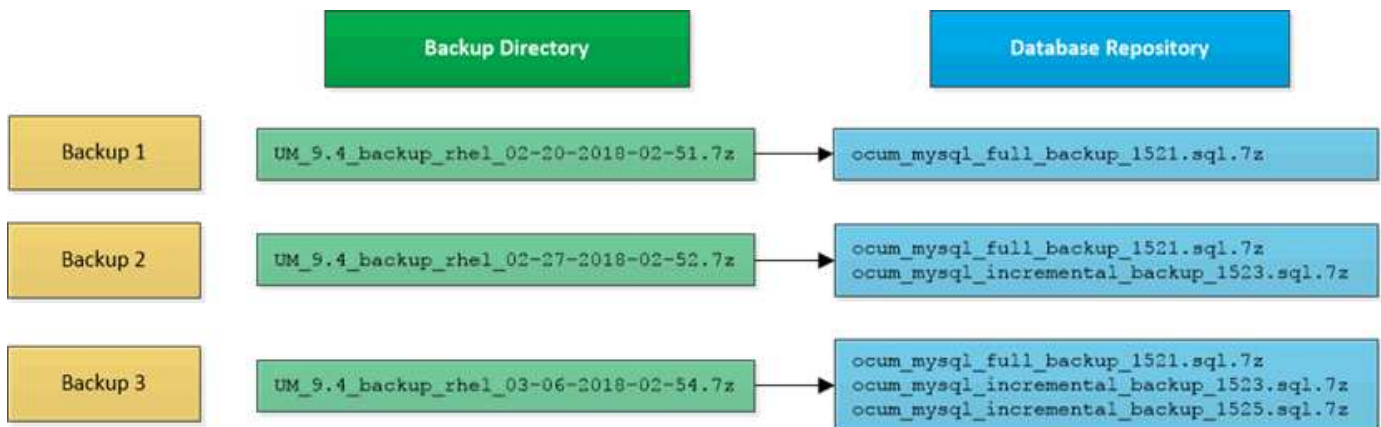 Backup Directory
Database Repository
Backup 1
UM_9.4_backup_rhel_02-20-2018-02-51.7z
ocum_mysql_full_backup_1521.sql.7z
Backup 2
UM_9.4_backup_rhel_02-27-2018-02-52.7z
ocum_mysql_full_backup_1521.sql.7z
ocum_mysql_incremental_backup_1523.sql.7z
Backup 3
UM_9.4_backup_rhel_03-06-2018-02-54.7z
ocum_mysql_full_backup_1521.sql.7z
ocum_mysql_incremental_backup_1523.sql.7z
ocum_mysql_incremental_backup_1525.sql.7z